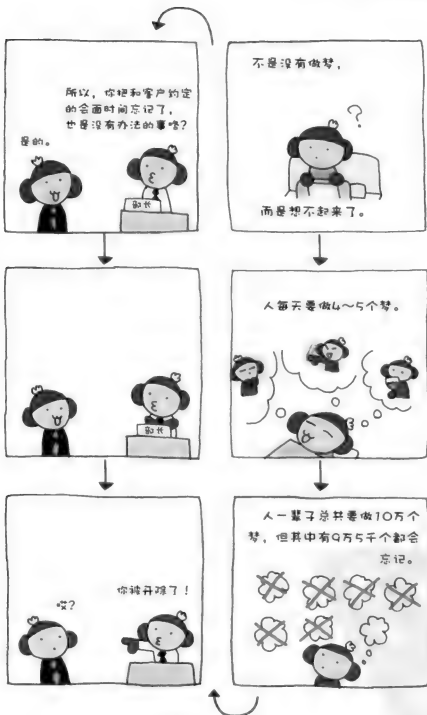 不是没有做梦，
而是想不起来了。
人每天要做4～5个梦。
人一辈子总共要做10万个
梦，但其中有9万5千个都会
忘记。
所以，你把和客户约定
的会面时间忘记了，
也是没有办法的事咯？
是的。
部长
部长
你被开除了！
哎？